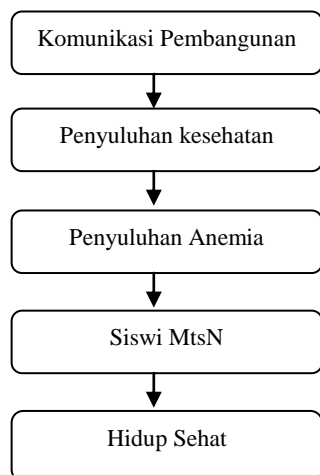 Komunikasi Pembangunan
Penyuluhan kesehatan
Penyuluhan Anemia
Siswi MtsN
Hidup Sehat